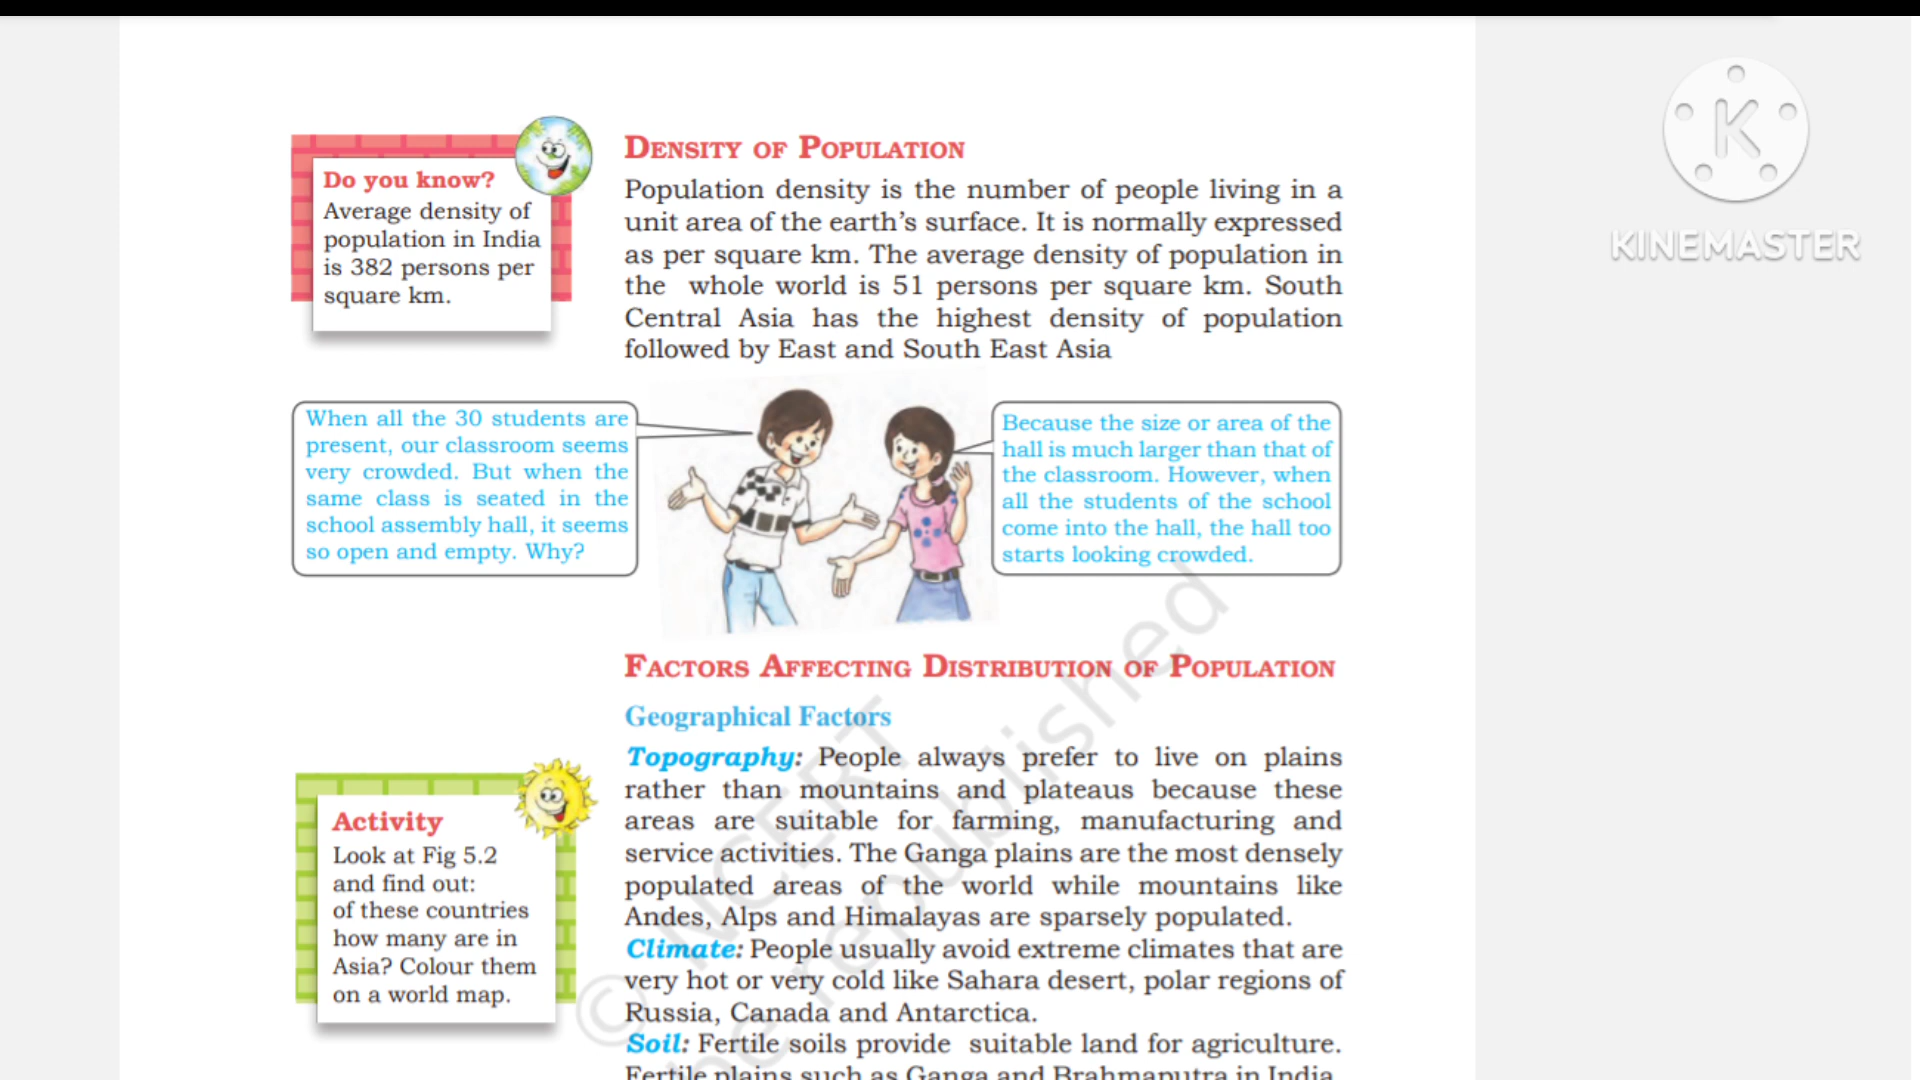 KINEMASTER
Do you know?
Average density of
population in India
is 382 persons per
square km.
DENSITY OF POPULATION
Population density is the number of people living in a
unit area of the earth's surface. It is normally expressed
as per square km. The average density of population in
the whole world is 51 persons per square km. South
Central Asia has the highest density of population
followed by East and South East Asia
When all the 30 students are
present, our classroom seems
very crowded. But when the
same class is seated in the
school assembly hall, it seems
so open and empty. Why?
Because the size or area of the
hall is much larger than that of
the classroom. However, when
all the students of the school
come into the hall, the hall too
starts looking crowded.
FACTORS AFFECTING DISTRIBUTION OF POPULATION
Geographical Factors
Topography: People always prefer to live on plains
rather than mountains and plateaus because these
areas are suitable for farming, manufacturing and
service activities. The Ganga plains are the most densely
populated areas of the world while mountains like
Andes, Alps and Himalayas are sparsely populated.
Climate: People usually avoid extreme climates that are
very hot or very cold like Sahara desert, polar regions of
Russia, Canada and Antarctica.
Soil: Fertile soils provide suitable land for agriculture.
Fertile plains such as Ganga and Brahmaputra in India,
Activity
Look at Fig 5.2
and find out:
of these countries
how many are in
Asia? Colour them
on a world map.
© NCERT
be republished